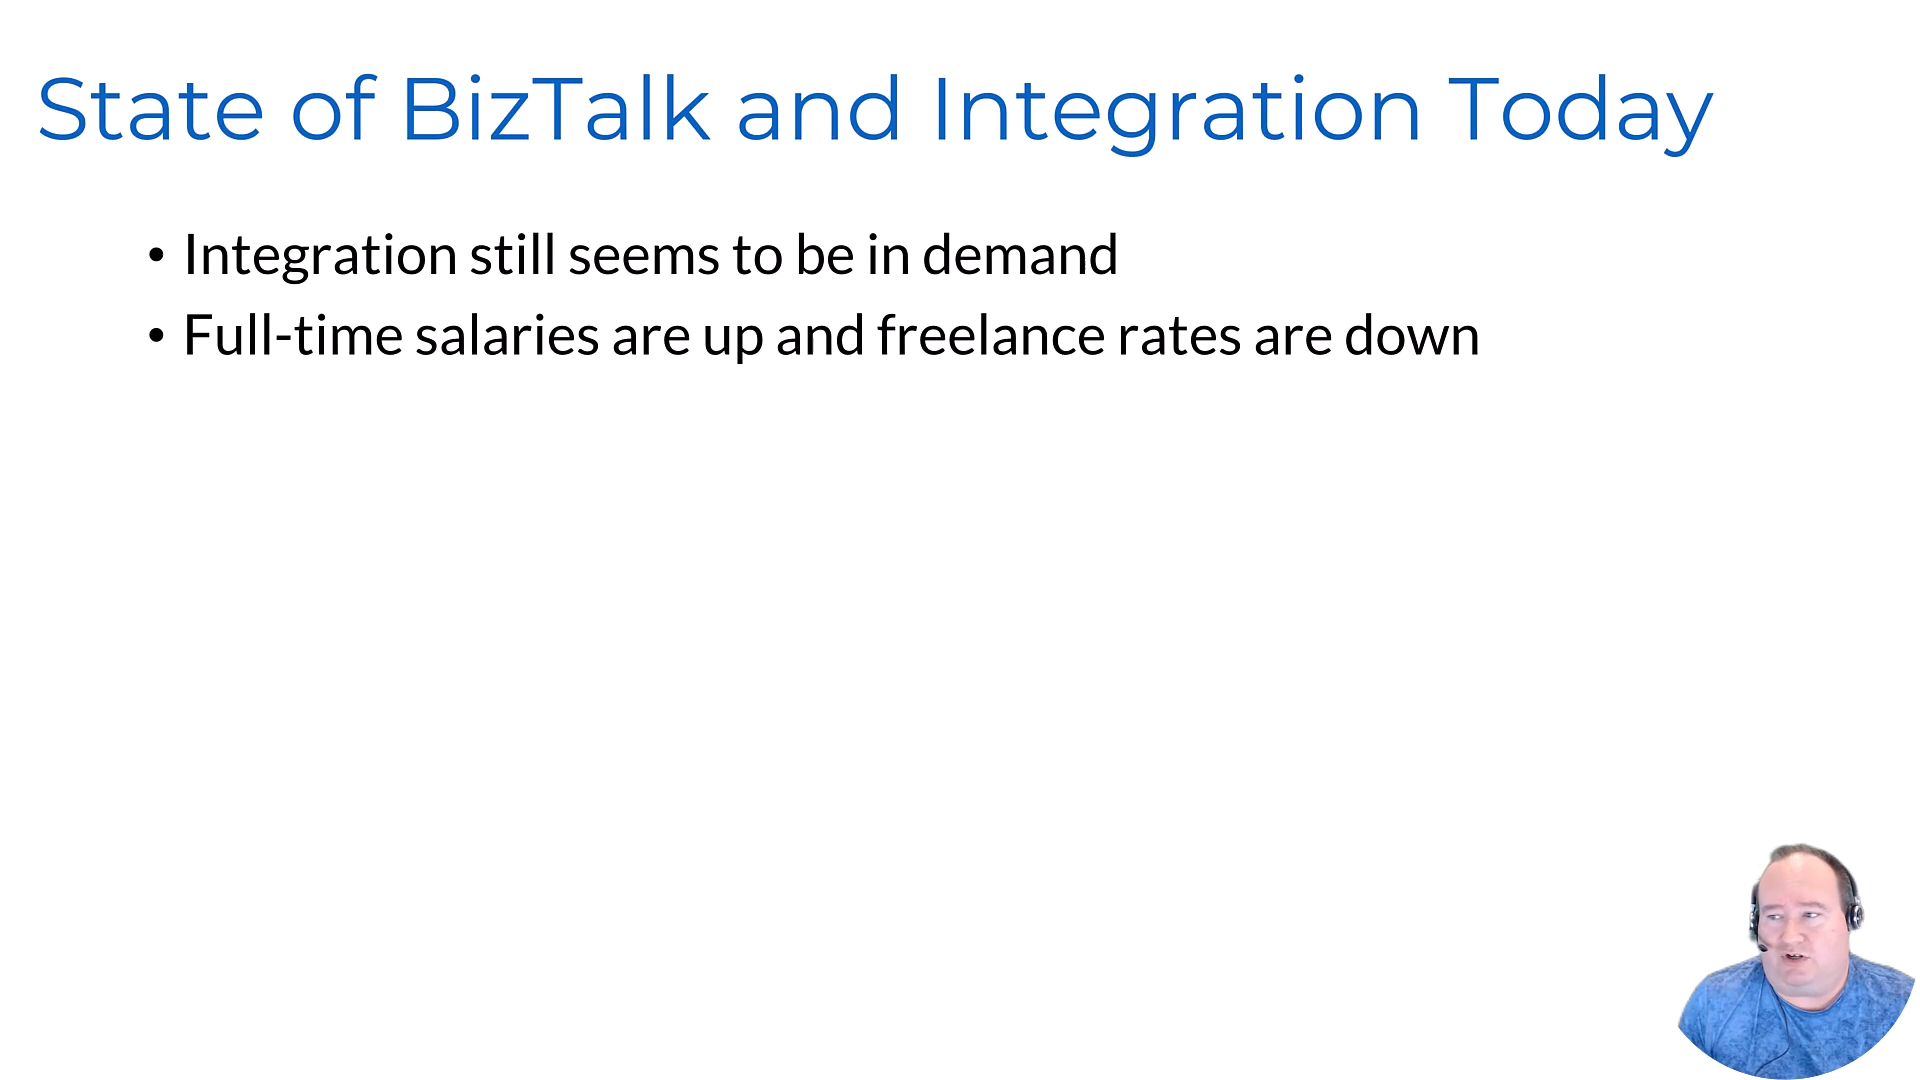 State of BizTalk and Integration Today
• Integration still seems to be in demand
• Full-time salaries are up and freelance rates are down